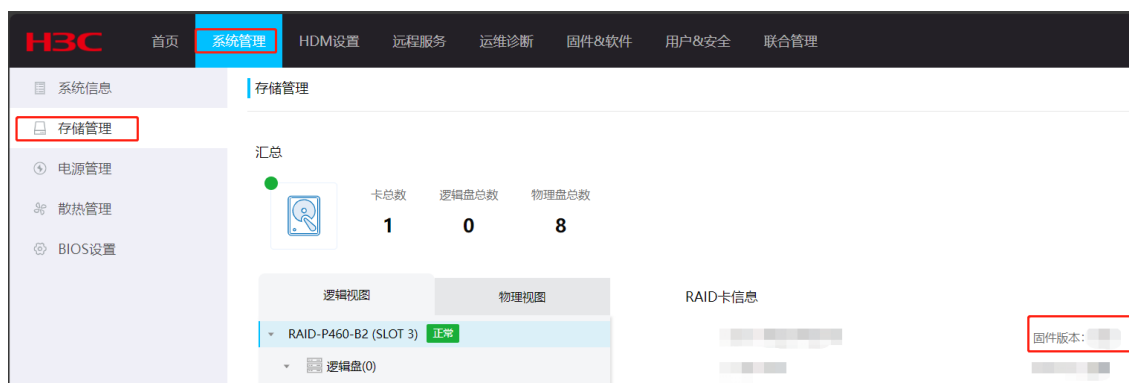 H3C 首页 系统管理 HDM设置 远程服务 运维诊断 固件&软件 用户&安全 联合管理
系统信息
存储管理
电源管理
散热管理
BIOS设置
存储管理
汇总
卡总数 逻辑盘总数 物理盘总数
1 0 8
逻辑视图 物理视图
RAID-P460-B2 (SLOT 3) 正常
逻辑盘(0)
RAID卡信息
固件版本: